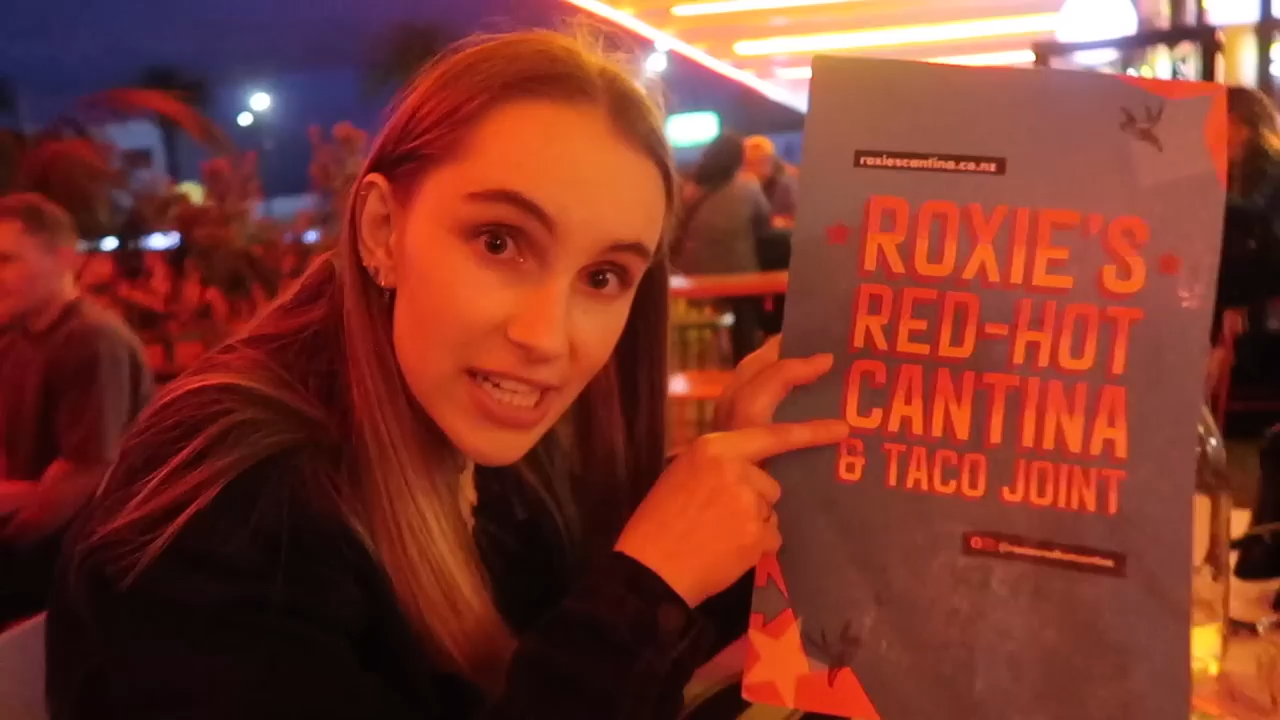 roxiescantina.co.nz
ROXIE'S
RED-HOT
CANTINA
& TACO JOINT